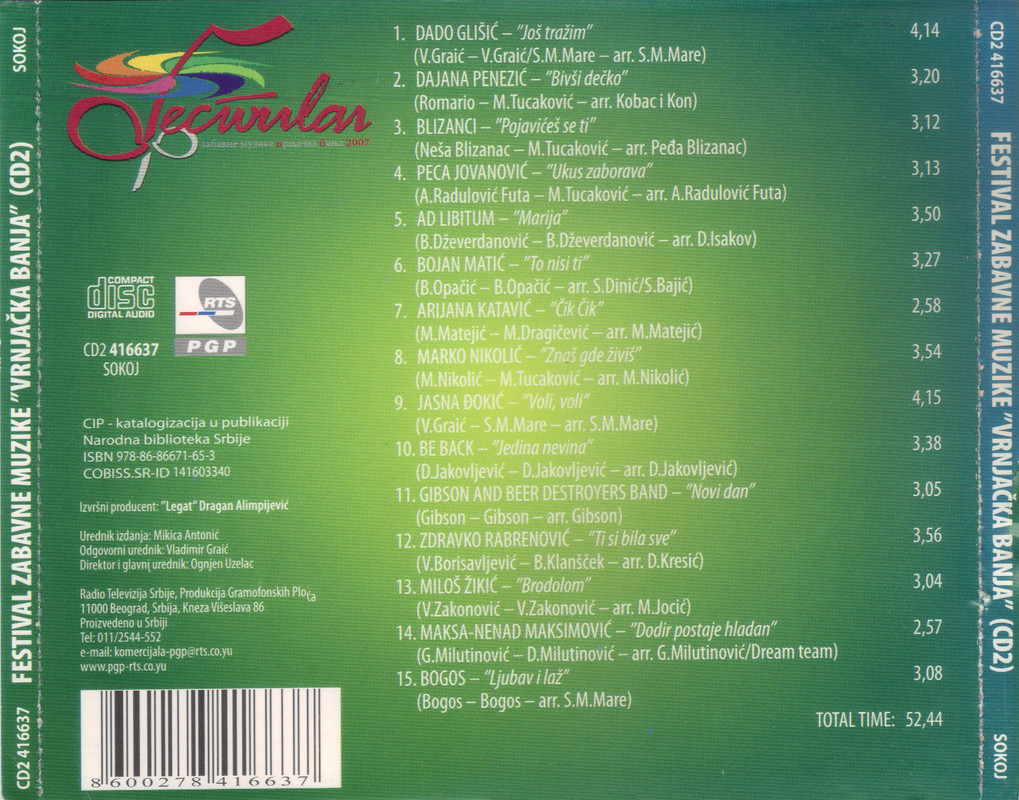 SOKOJ
FESTIVAL ZABAVNE MUZIKE "VRNJAČKA BANJA" (CD2)
CD2 416637
Фестивал
забавне музике врњачка бања 2007
COMPACT
disc
DIGITAL AUDIO
RTS
PGP
CD2 416637
SOKOJ
CIP - katalogizacija u publikaciji
Narodna biblioteka Srbije
ISBN 978-86-86671-65-3
COBISS.SR-ID 141603340
Izvršni producent: "Legat" Dragan Alimpijević
Urednik izdanja: Mikica Antonić
Odgovorni urednik: Vladimir Graić
Direktor i glavni urednik: Ognjen Uzelac
Radio Televizija Srbije, Produkcija Gramofonskih Ploča
11000 Beograd, Srbija, Kneza Višeslava 86
Proizvedeno u Srbiji
Tel: 011/2544-552
e-mail: komercijala-pgp@rts.co.yu
www.pgp-rts.co.yu
8600278416637
1. DADO GLIŠIĆ – "Još tražim" 4,14
(V.Graić – V.Graić/S.M.Mare – arr. S.M.Mare)
2. DAJANA PENEZIĆ – "Bivši dečko" 3,20
(Romario – M.Tucaković – arr. Kobac i Kon)
3. BLIZANCI – "Pojavićeš se ti" 3,12
(Neša Blizanac – M.Tucaković – arr. Peđa Blizanac)
4. PECA JOVANOVIĆ – "Ukus zaborava" 3,13
(A.Radulović Futa – M.Tucaković – arr. A.Radulović Futa)
5. AD LIBITUM – "Marija" 3,50
(B.Dževerdanović – B.Dževerdanović – arr. D.Isakov)
6. BOJAN MATIĆ – "To nisi ti" 3,27
(B.Opačić – B.Opačić – arr. S.Dinić/S.Bajić)
7. ARIJANA KATAVIĆ – "Čik Čik" 2,58
(M.Matejić – M.Dragičević – arr. M.Matejić)
8. MARKO NIKOLIĆ – "Znaš gde živiš" 3,54
(M.Nikolić – M.Tucaković – arr. M.Nikolić)
9. JASNA ĐOKIĆ – "Voli, voli" 4,15
(V.Graić – S.M.Mare – arr. S.M.Mare)
10. BE BACK – "Jedina nevina" 3,38
(D.Jakovljević – D.Jakovljević – arr. D.Jakovljević)
11. GIBSON AND BEER DESTROYERS BAND – "Novi dan" 3,05
(Gibson – Gibson – arr. Gibson)
12. ZDRAVKO RABRENOVIĆ – "Ti si bila sve" 3,56
(V.Borisavljević – B.Klanšček – arr. D.Kresić)
13. MILOŠ ŽIKIĆ – "Brodolom" 3,04
(V.Zakonović – V.Zakonović – arr. M.Jocić)
14. MAKSA-NENAD MAKSIMOVIĆ – "Dodir postaje hladan" 2,57
(G.Milutinović – D.Milutinović – arr. G.Milutinović/Dream team)
15. BOGOS – "Ljubav i laž" 3,08
(Bogos – Bogos – arr. S.M.Mare)
TOTAL TIME: 52,44
CD2 416637
FESTIVAL ZABAVNE MUZIKE "VRNJAČKA BANJA" (CD2)
SOKOJ